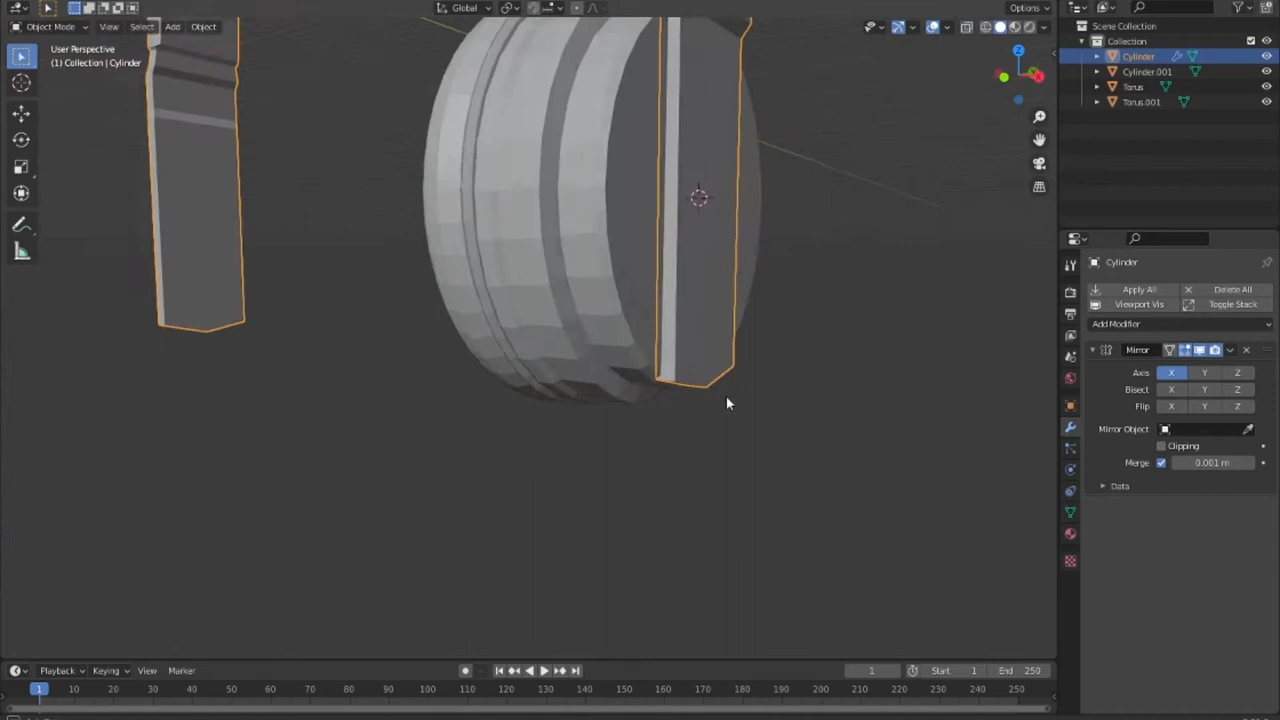 Global
Options
Object Mode View Select Add Object
User Perspective
(1) Collection | Cylinder
Scene Collection
Collection
Cylinder
Cylinder.001
Torus
Torus.001
Cylinder
Apply All Delete All
Viewport Vis Toggle Stack
Add Modifier
Mirror
Axis X Y Z
Bisect X Y Z
Flip X Y Z
Mirror Object
Clipping
Merge 0.001 m
Data
Playback Keying View Marker 1 Start 1 End 250
1 10 20 30 40 50 60 70 80 90 100 110 120 130 140 150 160 170 180 190 200 210 220 230 240 250